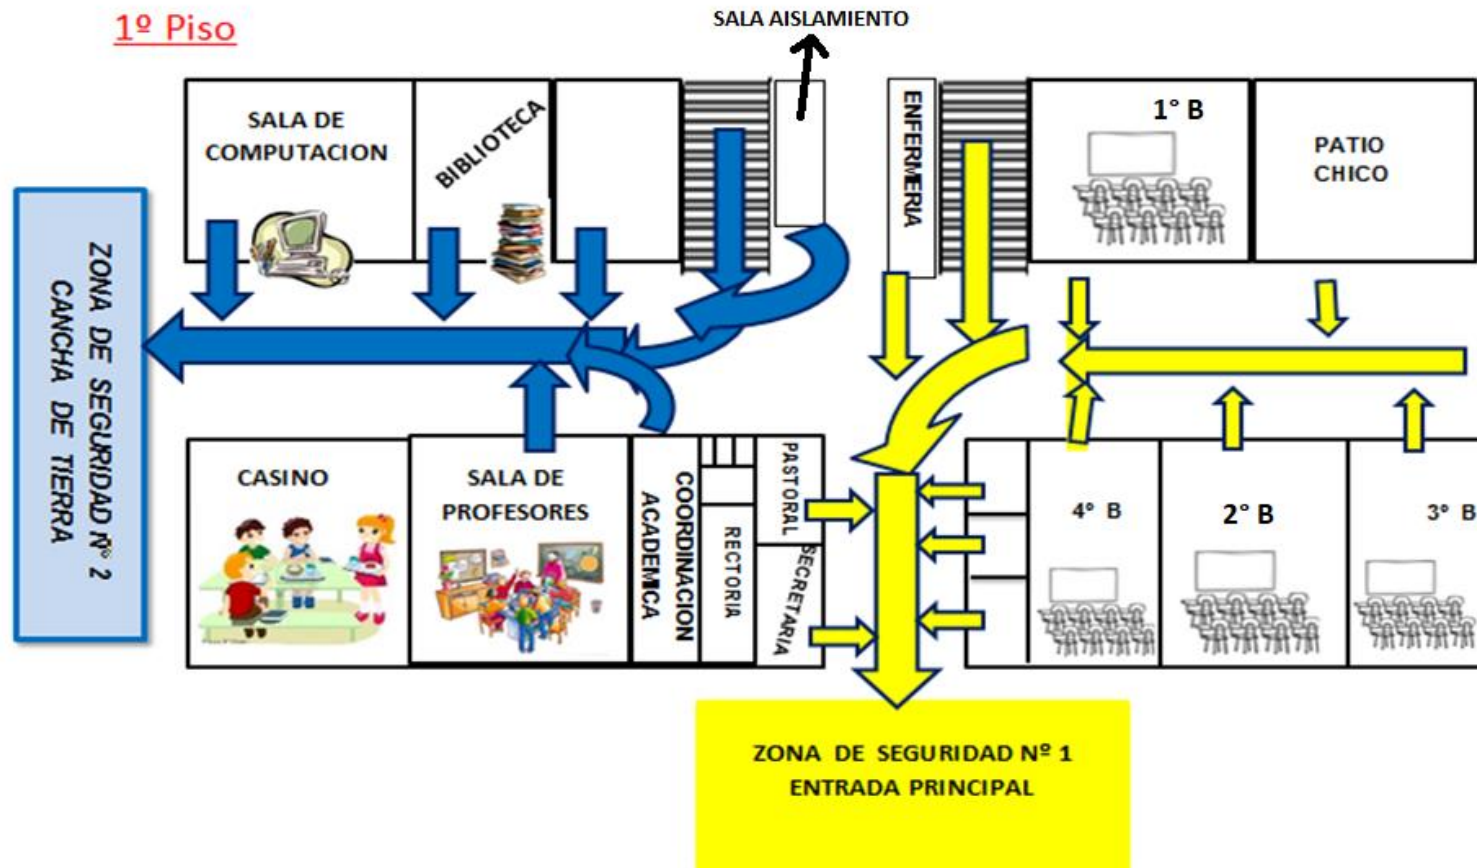 1º Piso
SALA AISLAMIENTO
SALA DE
COMPUTACION
BIBLIOTECA
ENFERMERIA
1° B
PATIO
CHICO
ZONA DE SEGURIDAD Nº 2
CANCHA DE TIERRA
CASINO
SALA DE
PROFESORES
COORDINACION
ACADEMICA
RECTORIA
PASTORAL
SECRETARIA
4° B
2° B
3° B
ZONA DE SEGURIDAD Nº 1
ENTRADA PRINCIPAL